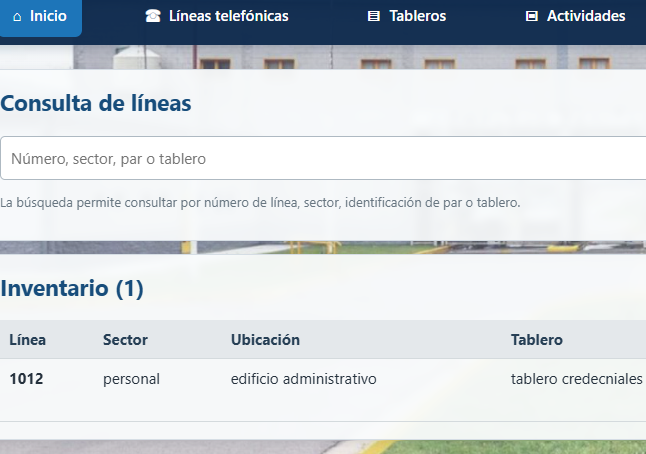 Inicio Líneas telefónicas Tableros Actividades
Consulta de líneas
Número, sector, par o tablero
La búsqueda permite consultar por número de línea, sector, identificación de par o tablero.
Inventario (1)
Línea Sector Ubicación Tablero
1012 personal edificio administrativo tablero credecniales